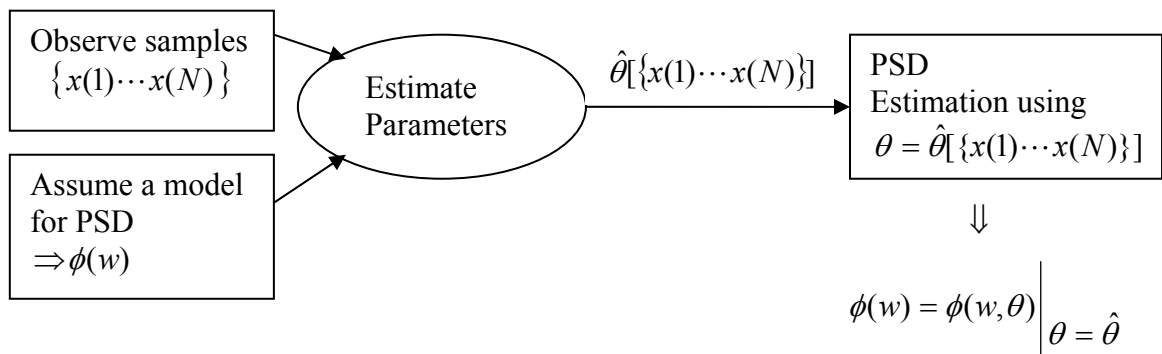 Observe samples
{x(1)⋯x(N)}
Assume a model
for PSD
⇒ϕ(w)
Estimate
Parameters
θ̂[{x(1)⋯x(N)}]
PSD
Estimation using
θ = θ̂[{x(1)⋯x(N)}]
⇓
ϕ(w) = ϕ(w,θ)|θ = θ̂